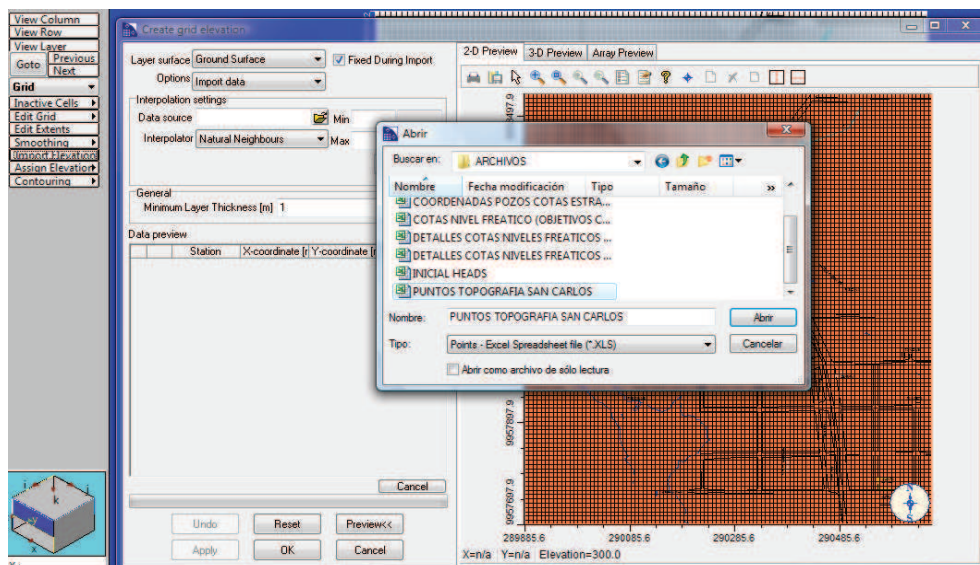 View Column
View Row
View Layer
Goto
Previous
Next
Grid
Inactive Cells
Edit Grid
Edit Extents
Smoothing
Import Elevation
Assign Elevation
Contouring
Create grid elevation
Layer surface Ground Surface
Fixed During Import
Options Import data
Interpolation settings
Data source
Min
Interpolator Natural Neighbours
Max
General
Minimum Layer Thickness [m] 1
Data preview
Station X-coordinate [r Y-coordinate [r
Cancel
Undo Reset Preview<<
Apply OK Cancel
2-D Preview 3-D Preview Array Preview
Abrir
Buscar en: ARCHIVOS
Nombre Fecha modificación Tipo Tamaño »
COORDENADAS POZOS COTAS ESTRA...
COTAS NIVEL FREATICO (OBJETIVOS C...
DETALLES COTAS NIVELES FREATICOS ...
DETALLES COTAS NIVELES FREATICOS ...
INICIAL HEADS
PUNTOS TOPOGRAFIA SAN CARLOS
Nombre: PUNTOS TOPOGRAFIA SAN CARLOS
Abrir
Tipo: Points - Excel Spreadsheet file (*.XLS)
Cancelar
Abrir como archivo de sólo lectura
9957897.9
9957697.9
289885.6 290085.6 290285.6 290485.6
X=n/a Y=n/a Elevation=300.0